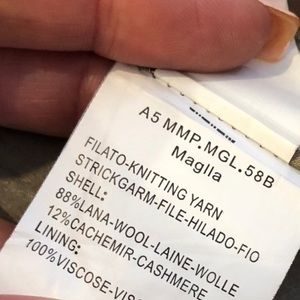 A5 MMP.MGL.58B
Maglia
FILATO-KNITTING YARN
STRICKGARM-FILE-HILADO-FIO
SHELL:
88%LANA-WOOL-LAINE-WOLLE
12%CACHEMIR-CASHMERE
LINING:
100%VISCOSE-VIS